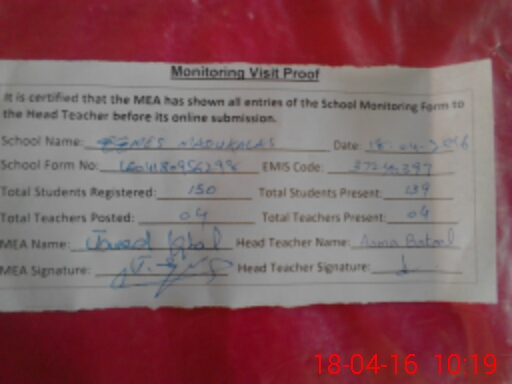 Monitoring Visit Proof
It is certified that the MEA has shown all entries of the School Monitoring Form to
the Head Teacher before its online submission.
School Name: Date: 18-04-2016
School Form No: EMIS Code:
Total Students Registered: 150 Total Students Present: 139
Total Teachers Posted: 04 Total Teachers Present: 04
MEA Name: Javed Iqbal Head Teacher Name: Asma Batool
MEA Signature: Head Teacher Signature:
18-04-16 10:19